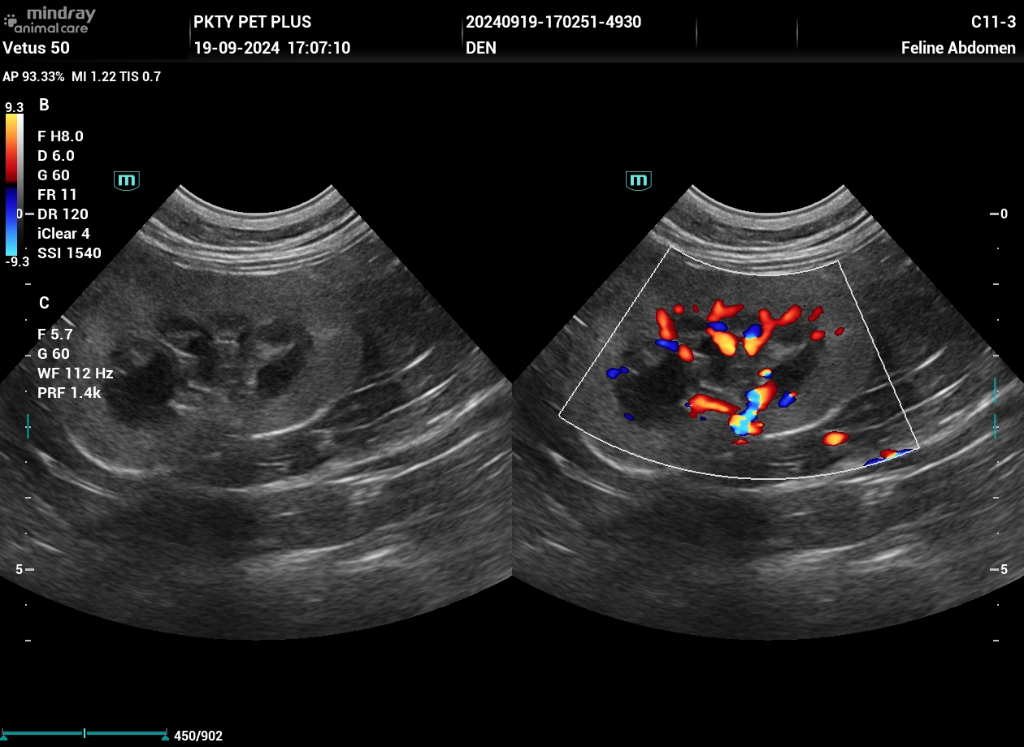 mindray
animalcare
Vetus 50
PKTY PET PLUS
19-09-2024 17:07:10
20240919-170251-4930
DEN
C11-3
Feline Abdomen
AP 93.33% MI 1.22 TIS 0.7
9.3
B
F H8.0
D 6.0
G 60
FR 11
0
DR 120
iClear 4
-9.3
SSI 1540
C
F 5.7
G 60
WF 112 Hz
PRF 1.4k
5
m
m
0
5
450/902